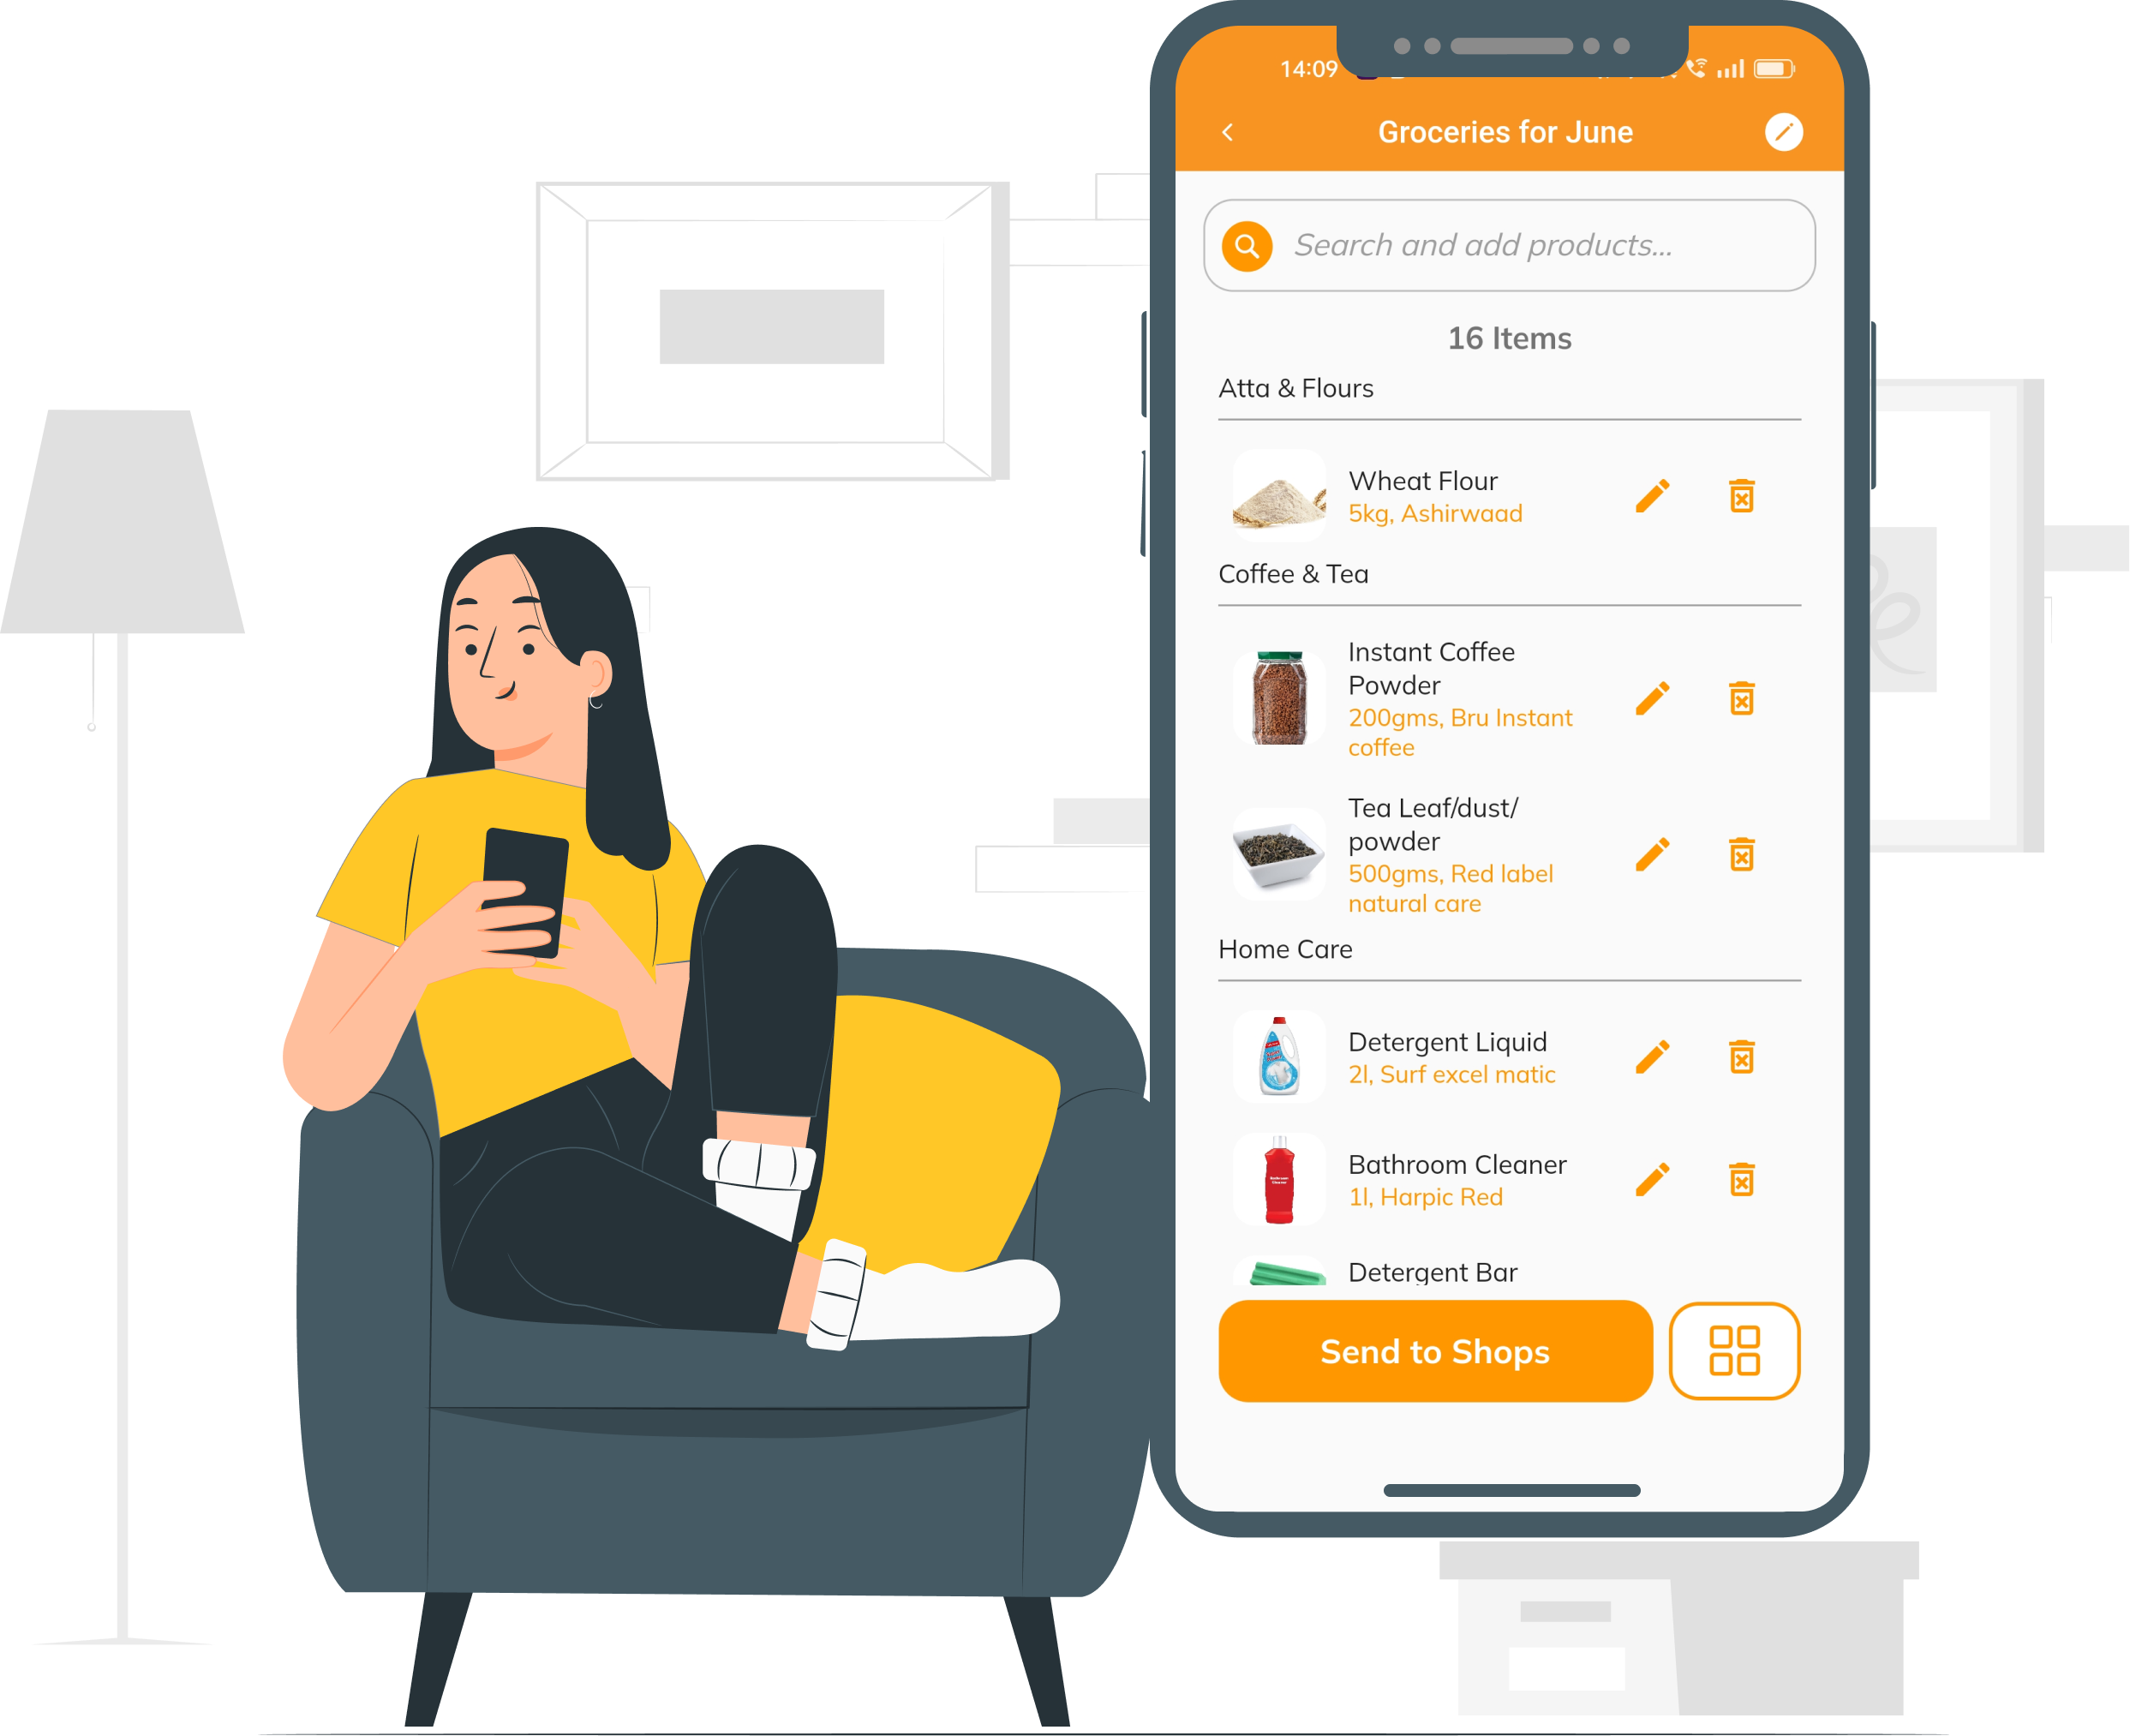 14:09
Groceries for June
Search and add products...
16 Items
Atta & Flours
Wheat Flour
5kg, Ashirwaad
Coffee & Tea
Instant Coffee
Powder
200gms, Bru Instant
coffee
Tea Leaf/dust/
powder
500gms, Red label
natural care
Home Care
Detergent Liquid
2l, Surf excel matic
Bathroom Cleaner
1l, Harpic Red
Detergent Bar
Send to Shops